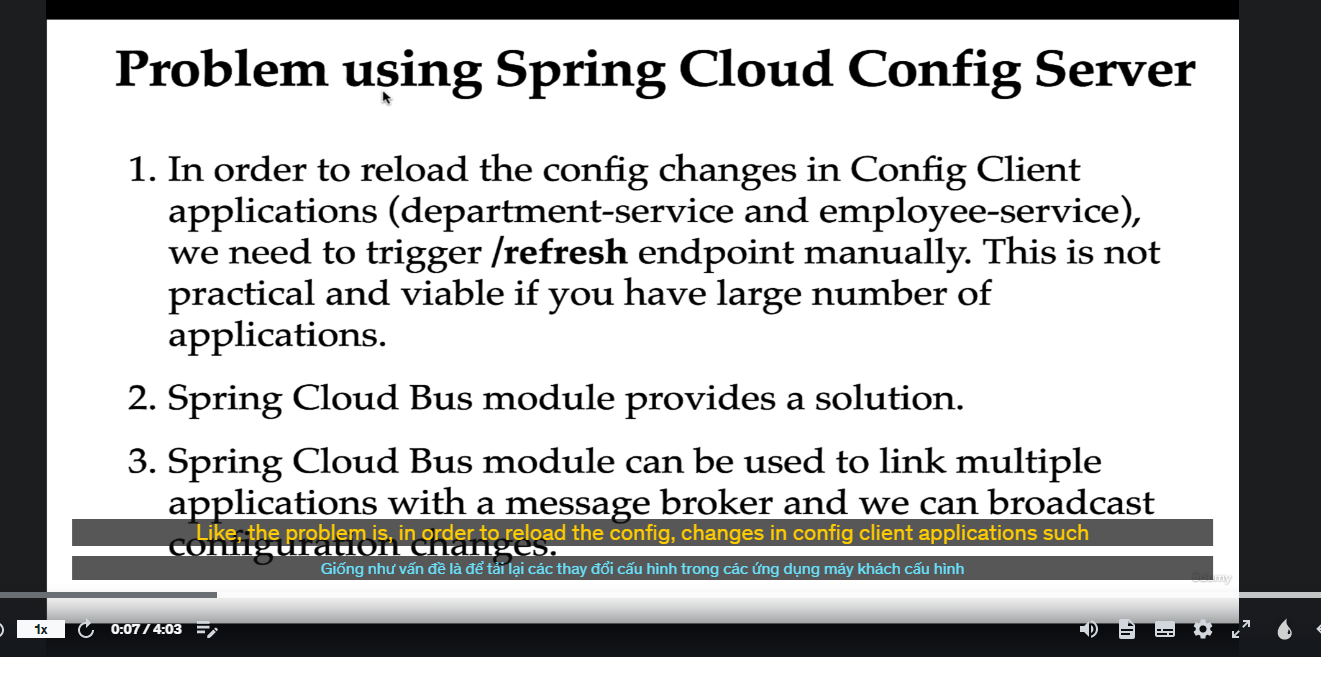 Problem using Spring Cloud Config Server
1. In order to reload the config changes in Config Client
applications (department-service and employee-service),
we need to trigger /refresh endpoint manually. This is not
practical and viable if you have large number of
applications.
2. Spring Cloud Bus module provides a solution.
3. Spring Cloud Bus module can be used to link multiple
applications with a message broker and we can broadcast
configuration changes.
Like, the problem is, in order to reload the config, changes in config client applications such
Giống như vấn đề là để tải lại các thay đổi cấu hình trong các ứng dụng máy khách cấu hình
ûdemy
1x
0:07 / 4:03